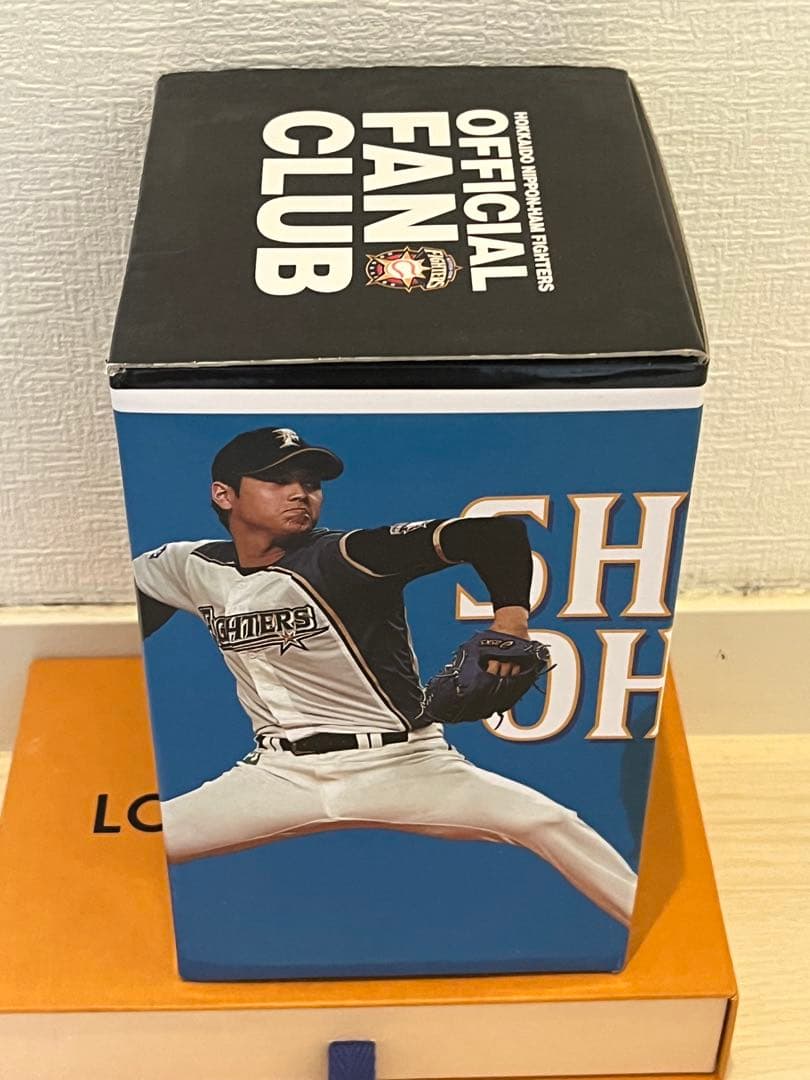 HOKKAIDO NIPPON-HAM FIGHTERS
OFFICIAL
FAN
CLUB
FIGHTERS
F
FIGHTERS
SH
OH
LO